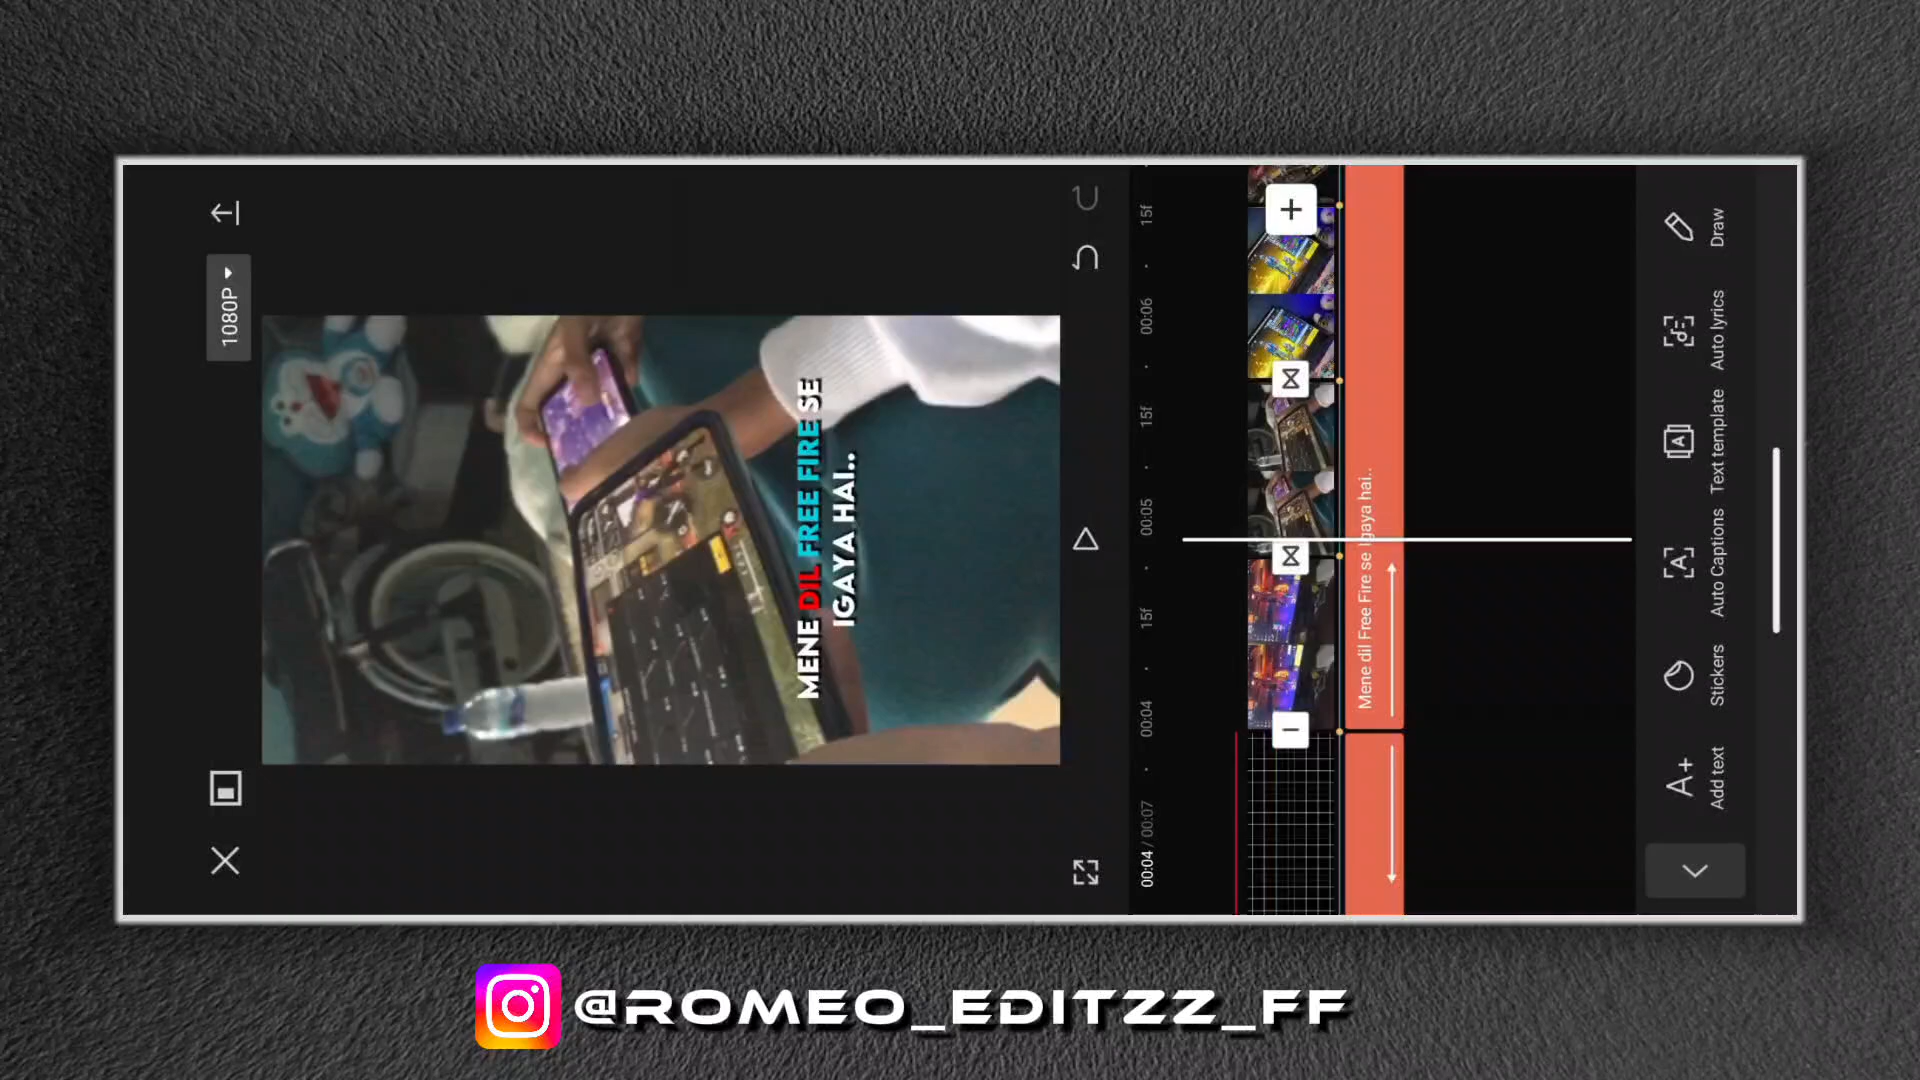 1080P
MENE DIL FREE FIRE SE
IGAYA HAI..
00:04 / 00:07
00:04
15f
00:05
15f
00:06
15f
Mene dil Free Fire se Igaya hai..
Add text
Stickers
Auto Captions
Text template
Auto lyrics
Draw
@ROMEO_EDITZZ_FF